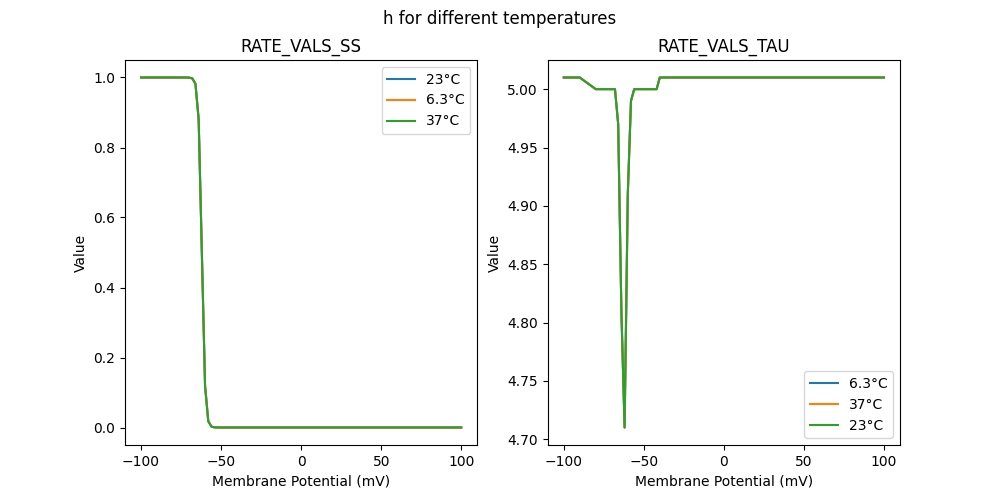 h for different temperatures
RATE_VALS_SS
1.0
0.8
0.6
0.4
0.2
0.0
Value
−100
−50
0
50
100
Membrane Potential (mV)
23°C
6.3°C
37°C
RATE_VALS_TAU
5.00
4.95
4.90
4.85
4.80
4.75
4.70
Value
−100
−50
0
50
100
Membrane Potential (mV)
6.3°C
37°C
23°C